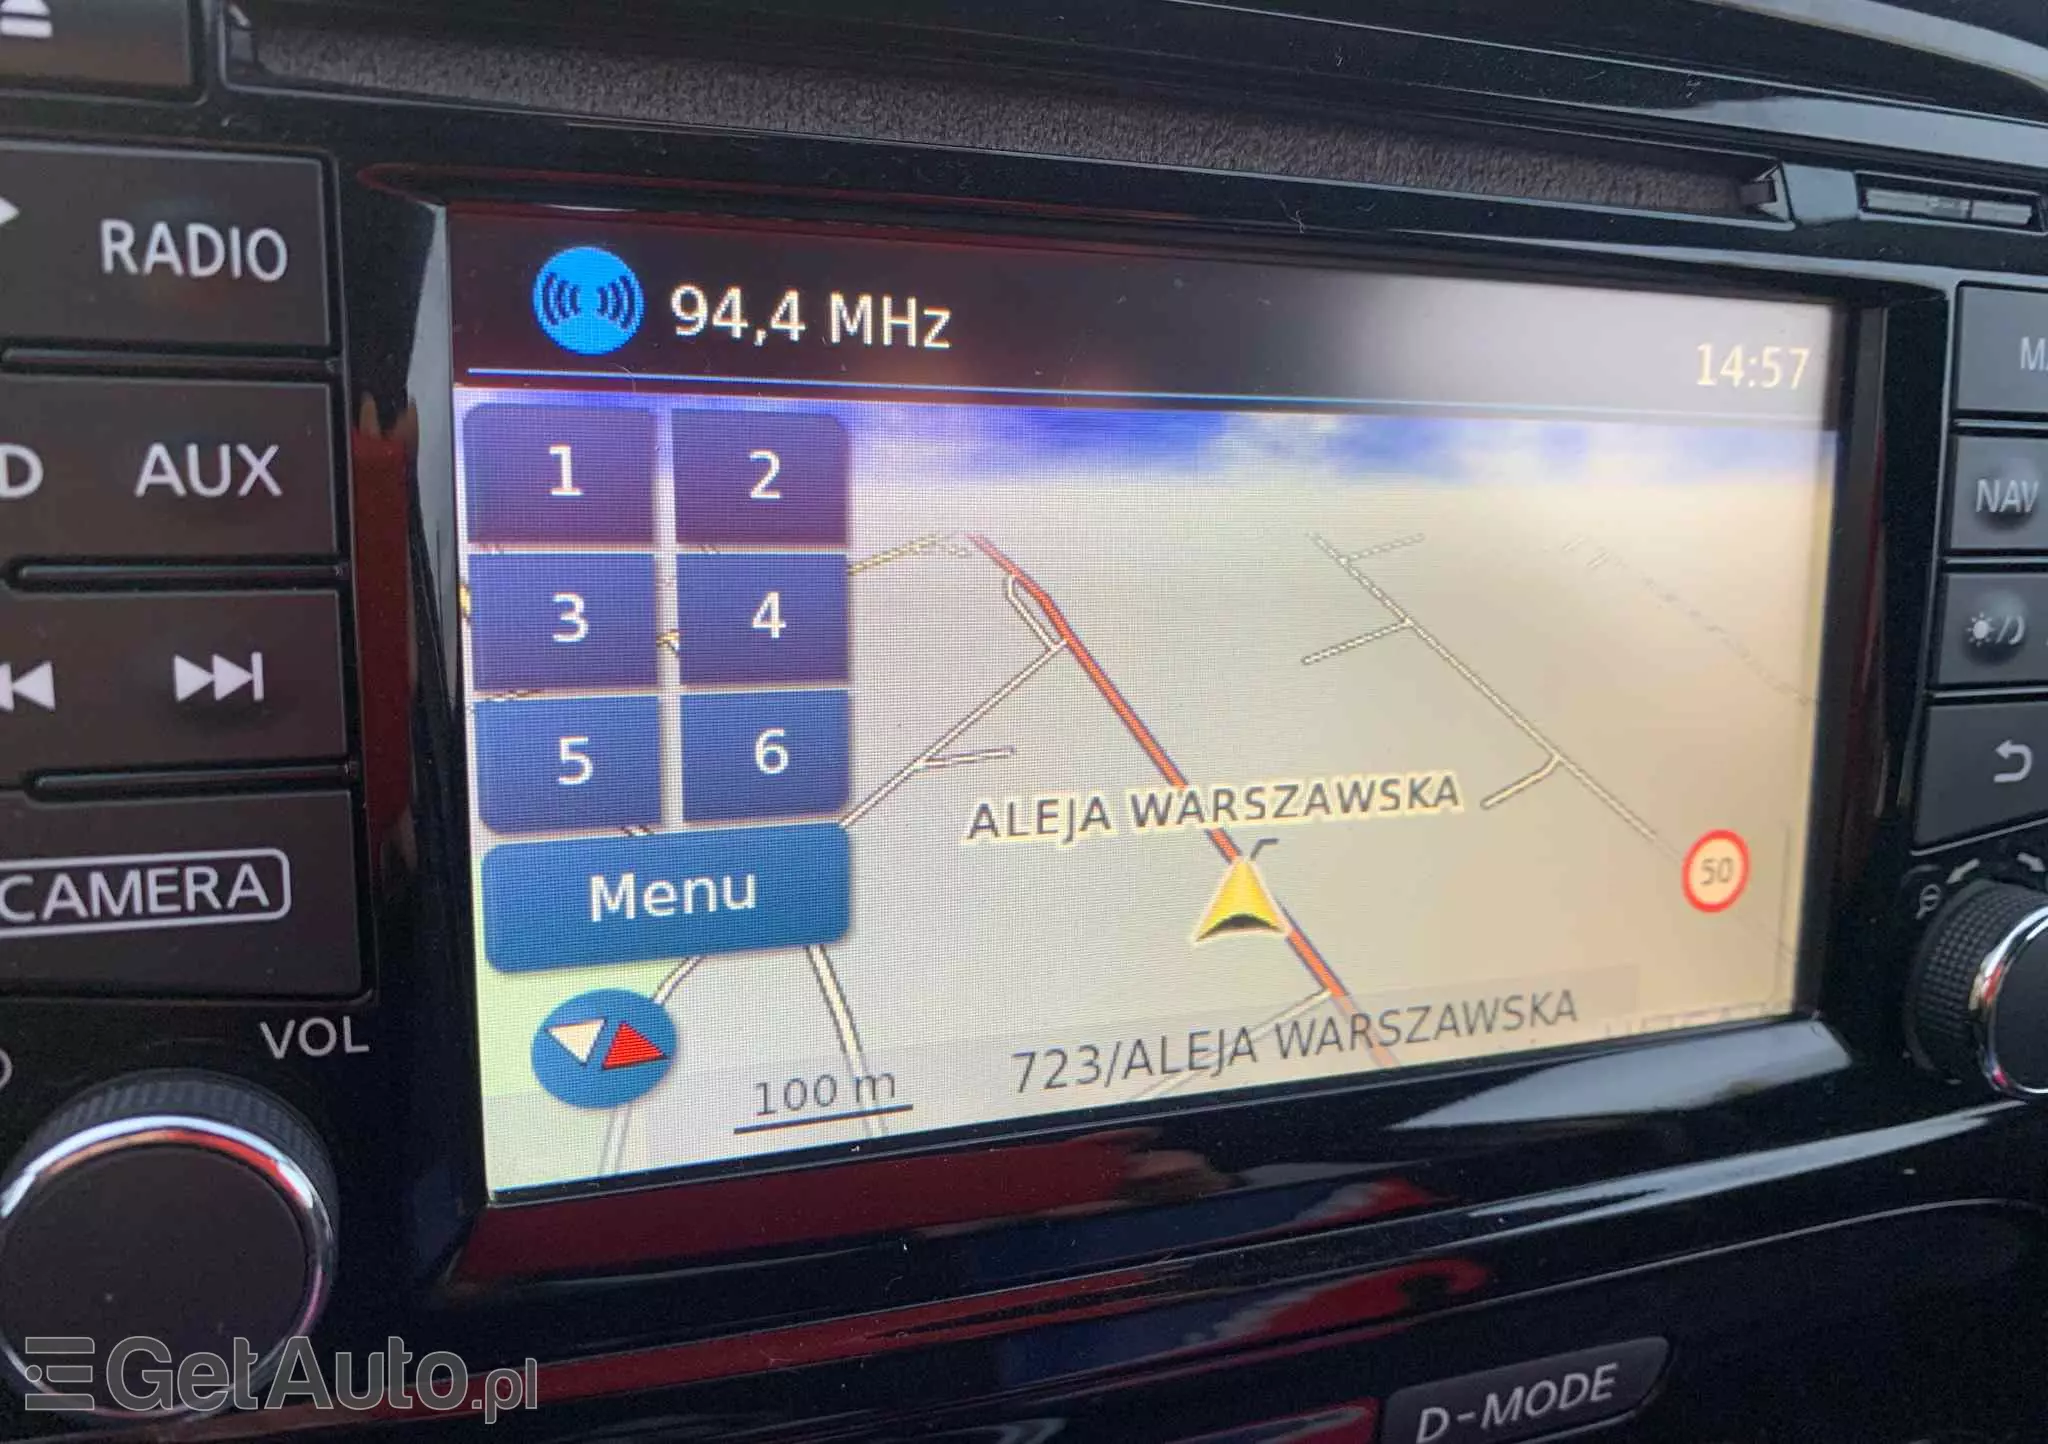 RADIO
94,4 MHz
14:57
D
AUX
1
2
3
4
5
6
Menu
NAV
CAMERA
ALEJA WARSZAWSKA
50
VOL
100 m
723/ALEJA WARSZAWSKA
D-MODE
GetAuto.pl